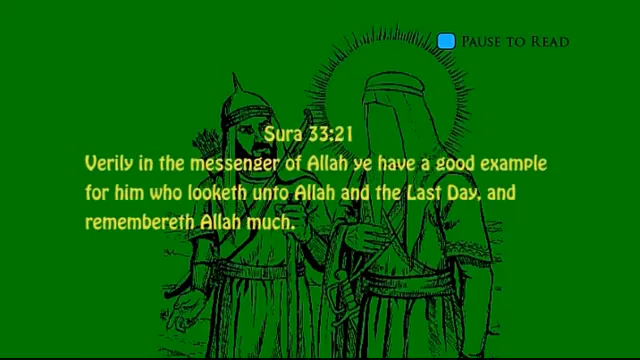 Pause to Read
Sura 33:21
Verily in the messenger of Allah ye have a good example
for him who looketh unto Allah and the Last Day, and
remembereth Allah much.